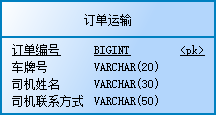 订单运输
订单编号 BIGINT <pk>
车牌号 VARCHAR(20)
司机姓名 VARCHAR(30)
司机联系方式 VARCHAR(50)